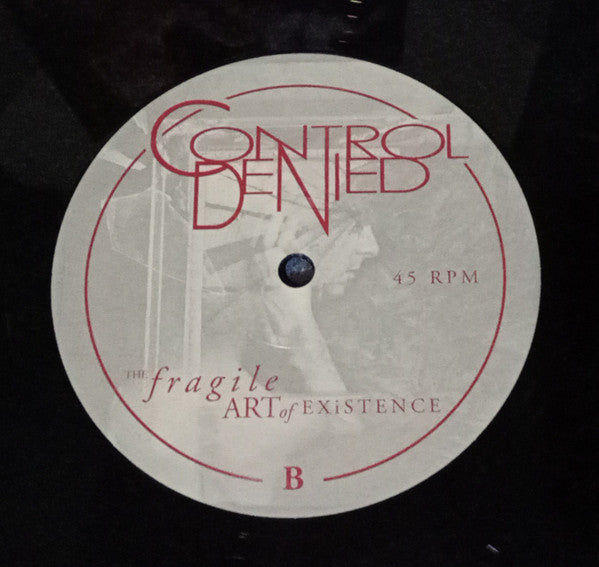 CONTROL
DENIED
45 RPM
THE fragile
ART of EXiSTENCE
B